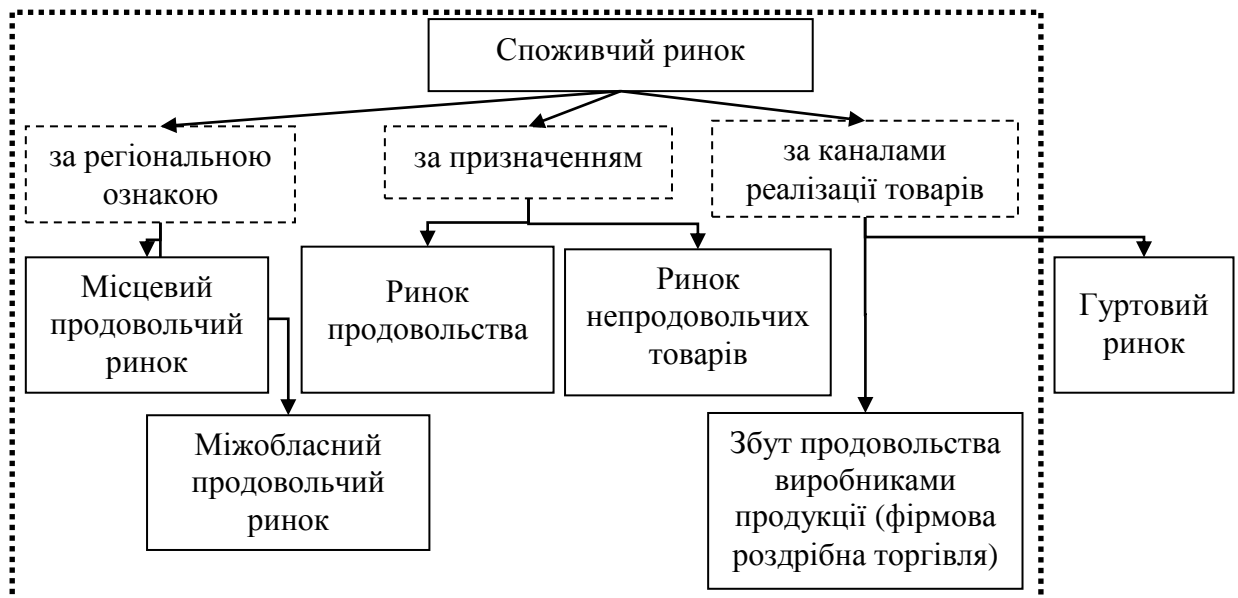 Споживчий ринок
за регіональною
ознакою
за призначенням
за каналами
реалізації товарів
Місцевий
продовольчий
ринок
Ринок
продовольства
Ринок
непродовольчих
товарів
Гуртовий
ринок
Міжобласний
продовольчий
ринок
Збут продовольства
виробниками
продукції (фірмова
роздрібна торгівля)